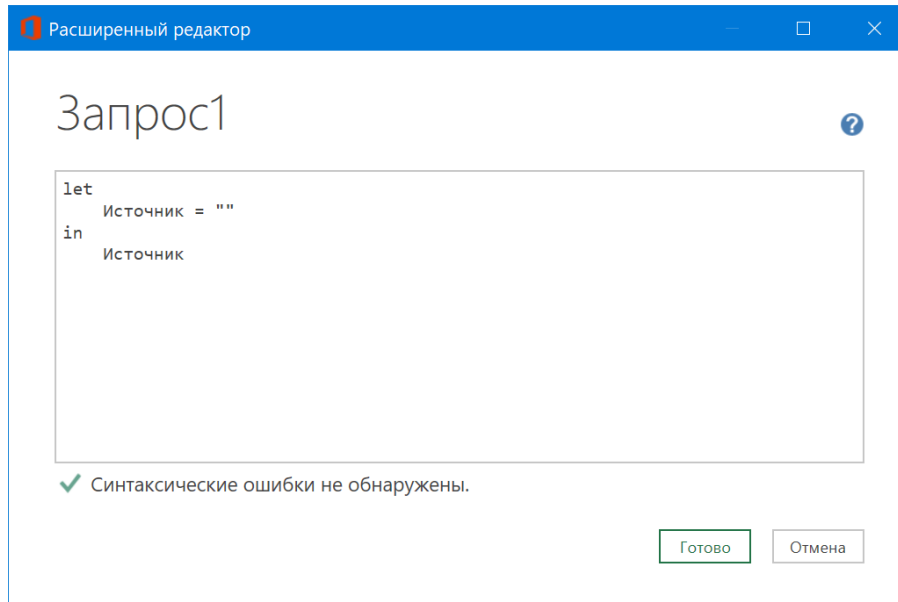 Расширенный редактор
Запрос1
?
let
    Источник = ""
in
    Источник
Синтаксические ошибки не обнаружены.
Готово
Отмена